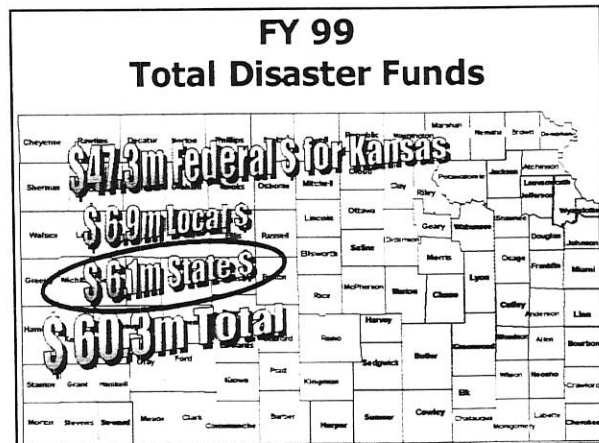 FY 99
Total Disaster Funds
$47.3m Federal $ for Kansas
$ 6.9m Local $
$ 6.1m State $
$ 60.3m Total
Marshall
Cheyenne Decatur Phillips Republic Washington Nemaha Brown
Atchison
Sherman Osborne Mitchell Clay Riley Pottawatomie Jackson
Leavenworth
Jefferson
Wyandotte
Lincoln Ottawa
Wallace Russell Geary Wabaunsee Shawnee
Douglas Johnson
Ellsworth Saline Dickinson Morris
Osage Franklin Miami
Lyon
Rice McPherson Marion Chase
Coffey Anderson Linn
Harvey
Reno Woodson Allen Bourbon
Gray Ford Sedgwick Butler Greenwood
Stanton Grant Haskell Kiowa Pratt Kingman Wilson Neosho Crawford
Elk
Morton Stevens Seward Meade Clark Comanche Barber Harper Sumner Cowley Chautauqua Montgomery Labette Cherokee